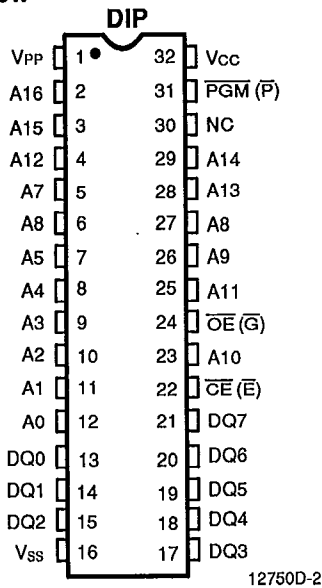 DIP
VPP 1 32 VCC
A16 2 31 P̅G̅M̅ (P̅)
A15 3 30 NC
A12 4 29 A14
A7 5 28 A13
A8 6 27 A8
A5 7 26 A9
A4 8 25 A11
A3 9 24 O̅E̅ (G̅)
A2 10 23 A10
A1 11 22 C̅E̅ (E̅)
A0 12 21 DQ7
DQ0 13 20 DQ6
DQ1 14 19 DQ5
DQ2 15 18 DQ4
VSS 16 17 DQ3
12750D-2